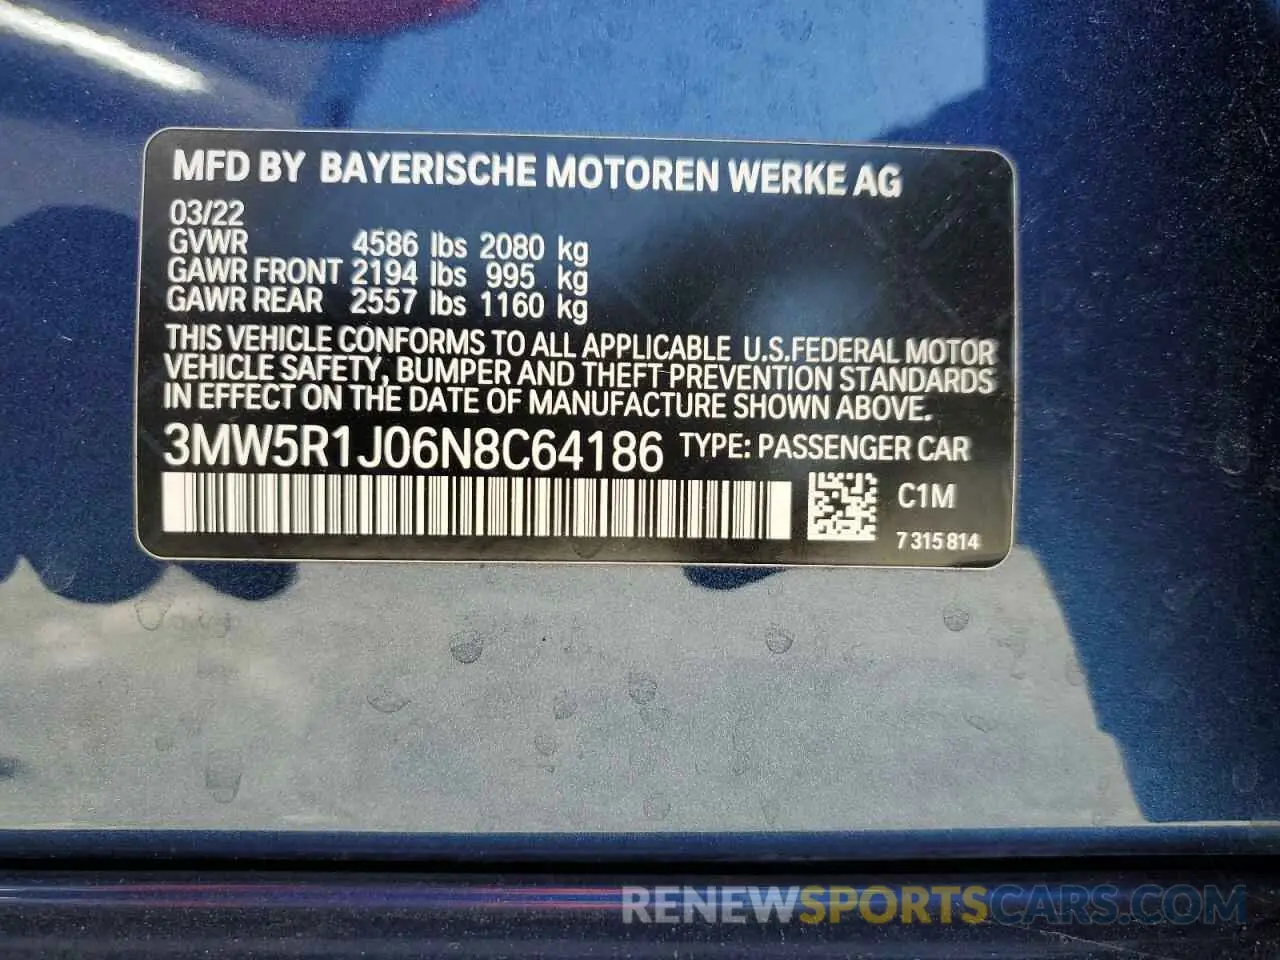 MFD BY BAYERISCHE MOTOREN WERKE AG
03/22
GVWR 4586 lbs 2080 kg
GAWR FRONT 2194 lbs 995 kg
GAWR REAR 2557 lbs 1160 kg
THIS VEHICLE CONFORMS TO ALL APPLICABLE U.S.FEDERAL MOTOR
VEHICLE SAFETY, BUMPER AND THEFT PREVENTION STANDARDS
IN EFFECT ON THE DATE OF MANUFACTURE SHOWN ABOVE.
3MW5R1J06N8C64186 TYPE: PASSENGER CAR
C1M
7 315 814
RENEWSPORTSCARS.COM